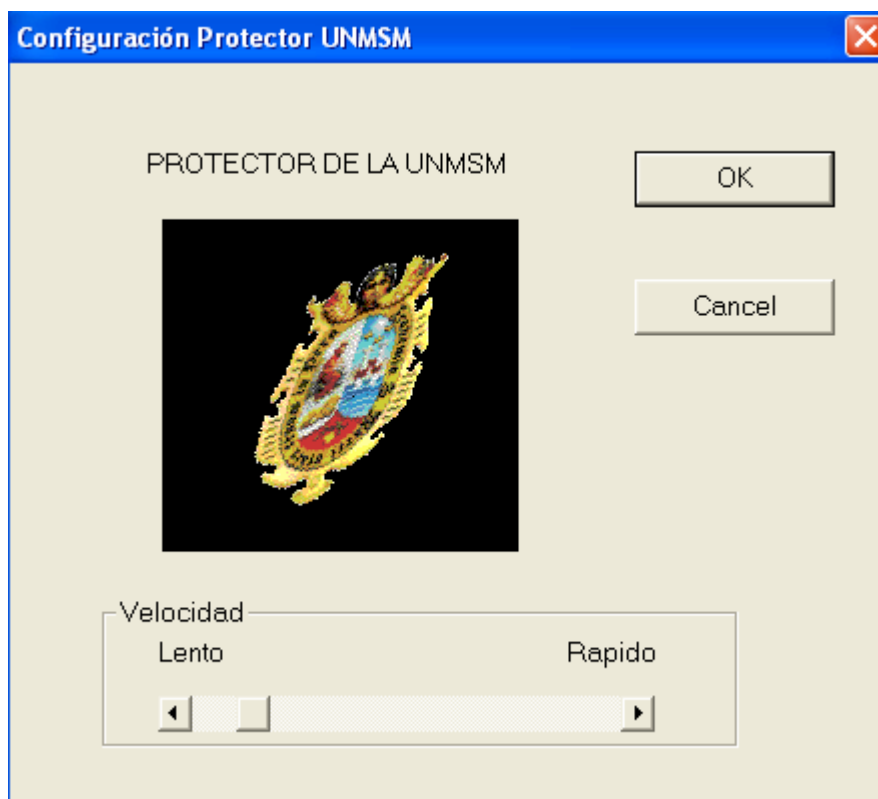 Configuración Protector UNMSM
PROTECTOR DE LA UNMSM
OK
Cancel
Velocidad
Lento Rapido